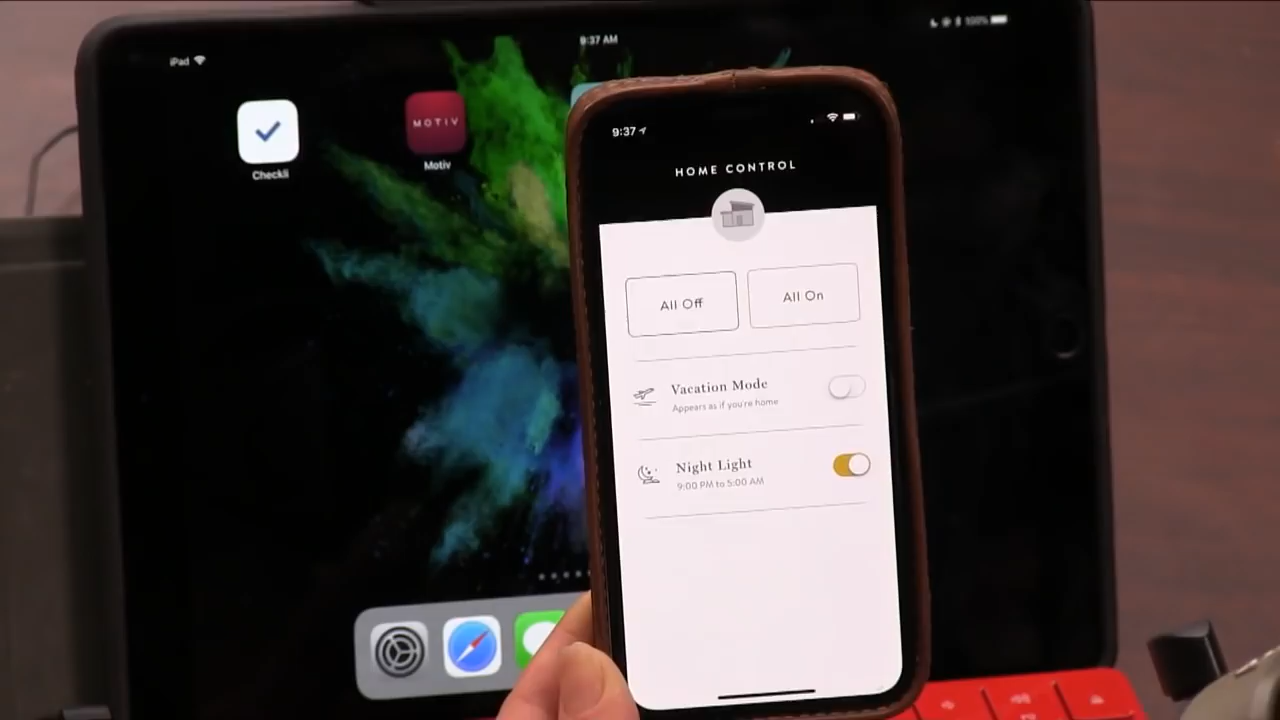 iPad
9:37 AM
100%
Checkli
MOTIV
Motiv
9:37
HOME CONTROL
All Off
All On
Vacation Mode
Appears as if you're home
Night Light
9:00 PM to 5:00 AM